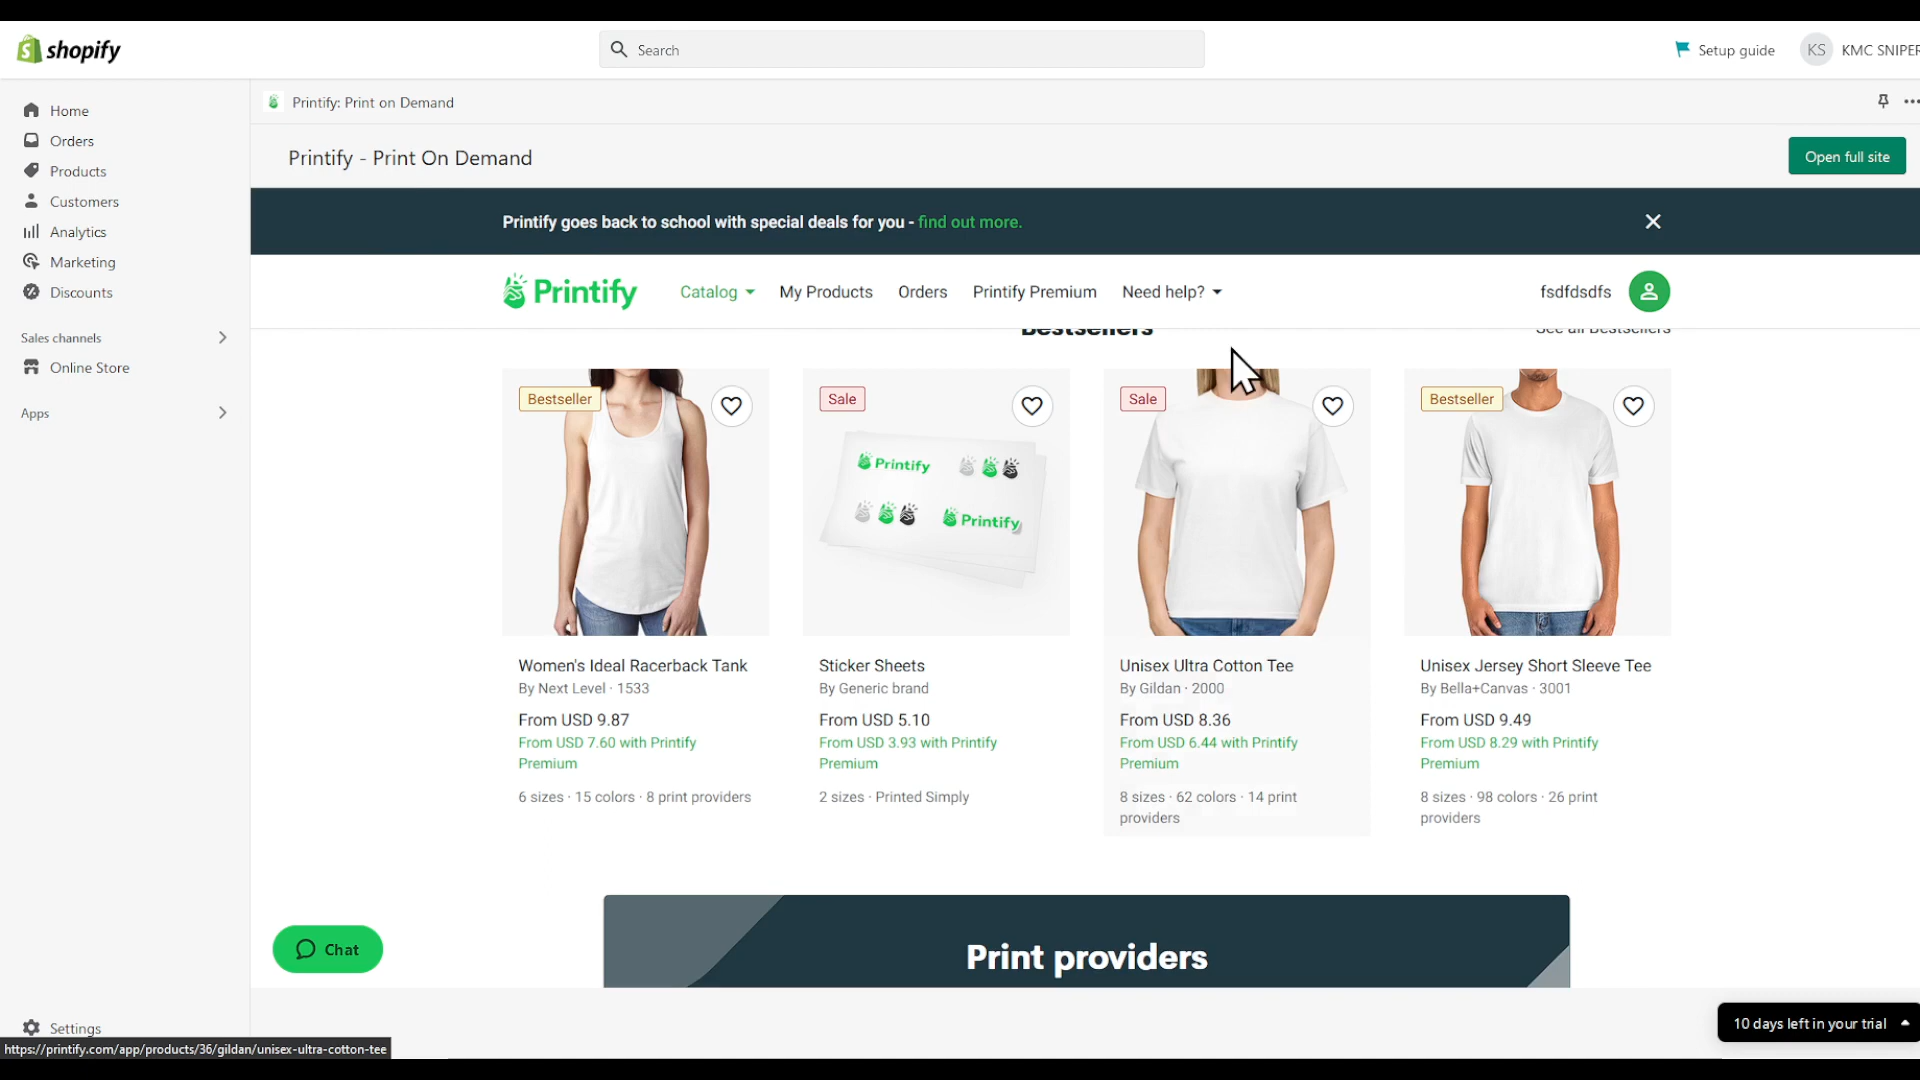 shopify
Search
Setup guide
KS
KMC SNIPER
Home
Orders
Products
Customers
Analytics
Marketing
Discounts
Sales channels
Online Store
Apps
Settings
Printify: Print on Demand
Printify - Print On Demand
Open full site
Printify goes back to school with special deals for you - find out more.
Printify
Catalog
My Products
Orders
Printify Premium
Need help?
fsdfdsdfs
Bestsellers
See all Bestsellers
Bestseller
Women's Ideal Racerback Tank
By Next Level · 1533
From USD 9.87
From USD 7.60 with Printify
Premium
6 sizes · 15 colors · 8 print providers
Sale
Printify
Printify
Sticker Sheets
By Generic brand
From USD 5.10
From USD 3.93 with Printify
Premium
2 sizes · Printed Simply
Sale
Unisex Ultra Cotton Tee
By Gildan · 2000
From USD 8.36
From USD 6.44 with Printify
Premium
8 sizes · 62 colors · 14 print
providers
Bestseller
Unisex Jersey Short Sleeve Tee
By Bella+Canvas · 3001
From USD 9.49
From USD 8.29 with Printify
Premium
8 sizes · 98 colors · 26 print
providers
Print providers
Chat
10 days left in your trial
https://printify.com/app/products/36/gildan/unisex-ultra-cotton-tee